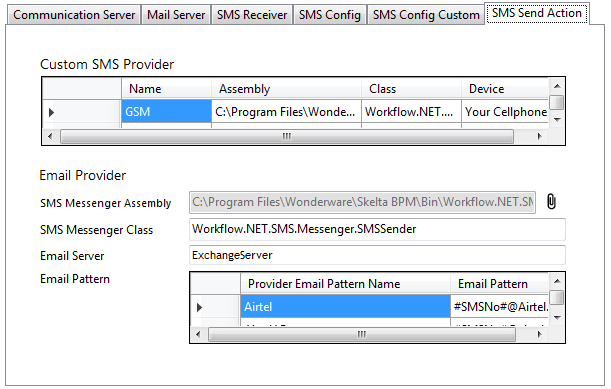 Communication Server Mail Server SMS Receiver SMS Config SMS Config Custom SMS Send Action
Custom SMS Provider
Name Assembly Class Device
GSM C:\Program Files\Wonde... Workflow.NET.... Your Cellphone
Email Provider
SMS Messenger Assembly C:\Program Files\Wonderware\Skelta BPM\Bin\Workflow.NET.SM
SMS Messenger Class Workflow.NET.SMS.Messenger.SMSSender
Email Server ExchangeServer
Email Pattern
Provider Email Pattern Name Email Pattern
Airtel #SMSNo#@Airtel.